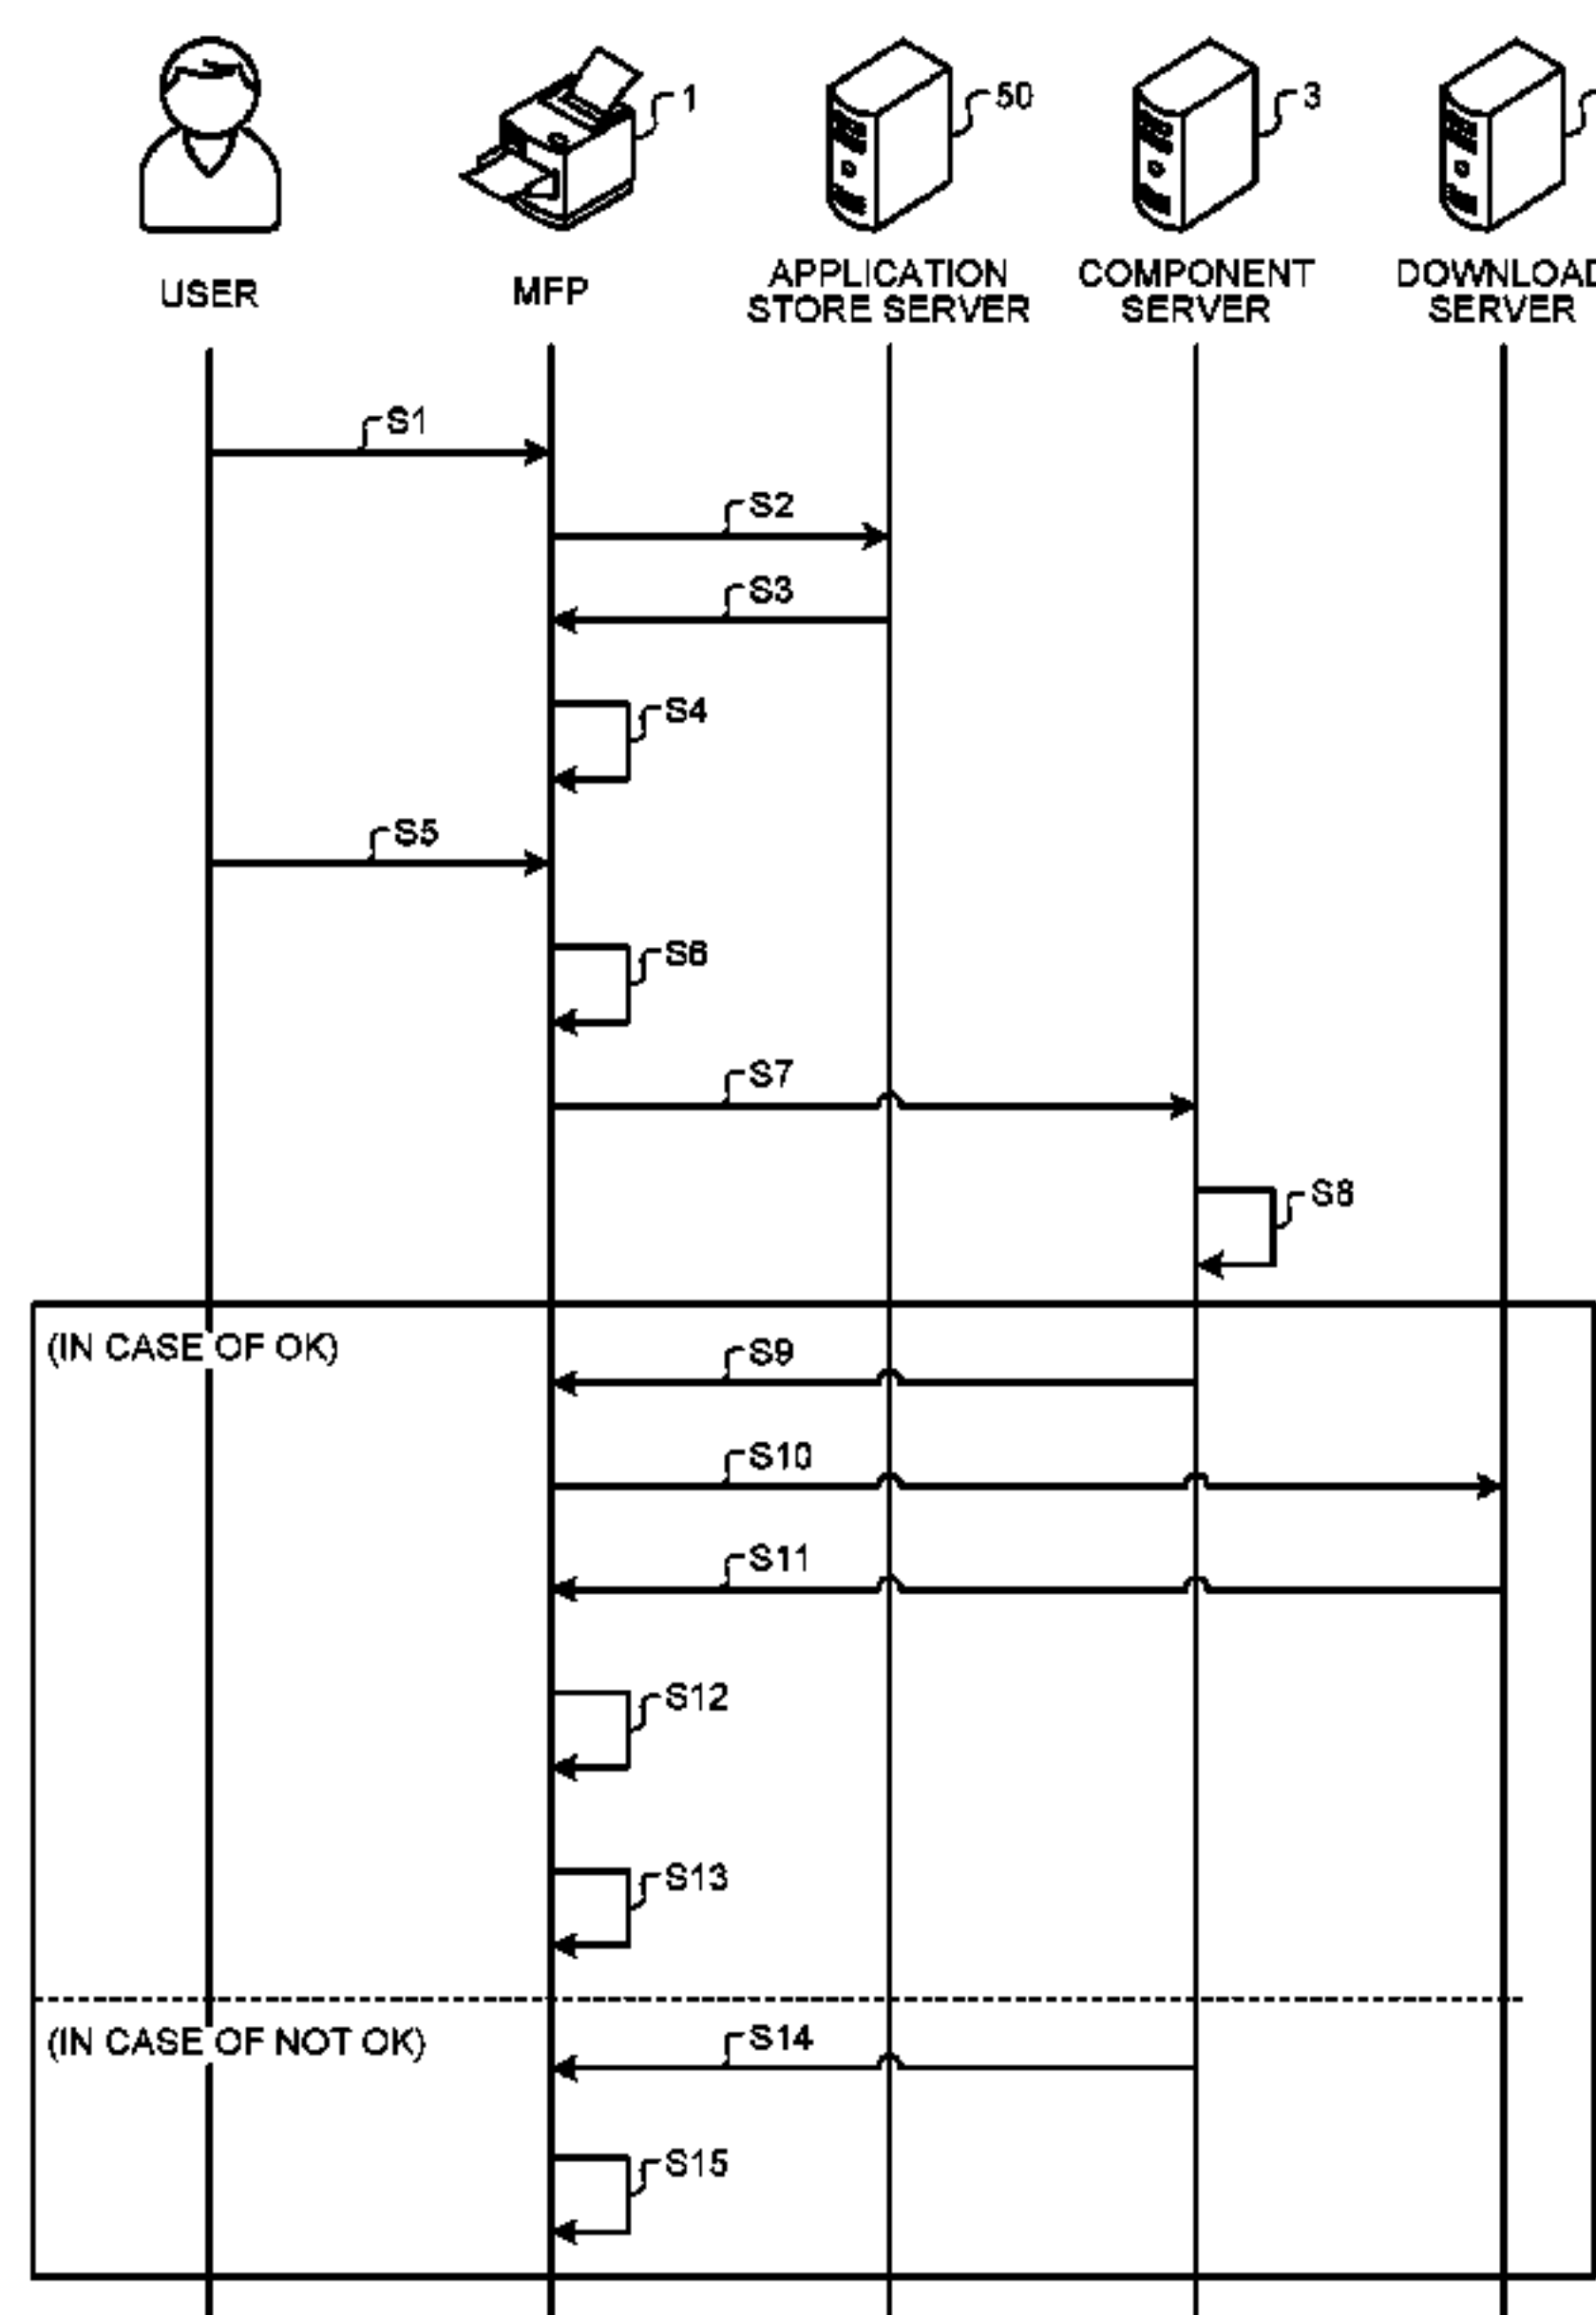 1
50
3
USER
MFP
APPLICATION
STORE SERVER
COMPONENT
SERVER
DOWNLOAD
SERVER
S1
S2
S3
S4
S5
S6
S7
S8
(IN CASE OF OK)
S9
S10
S11
S12
S13
(IN CASE OF NOT OK)
S14
S15